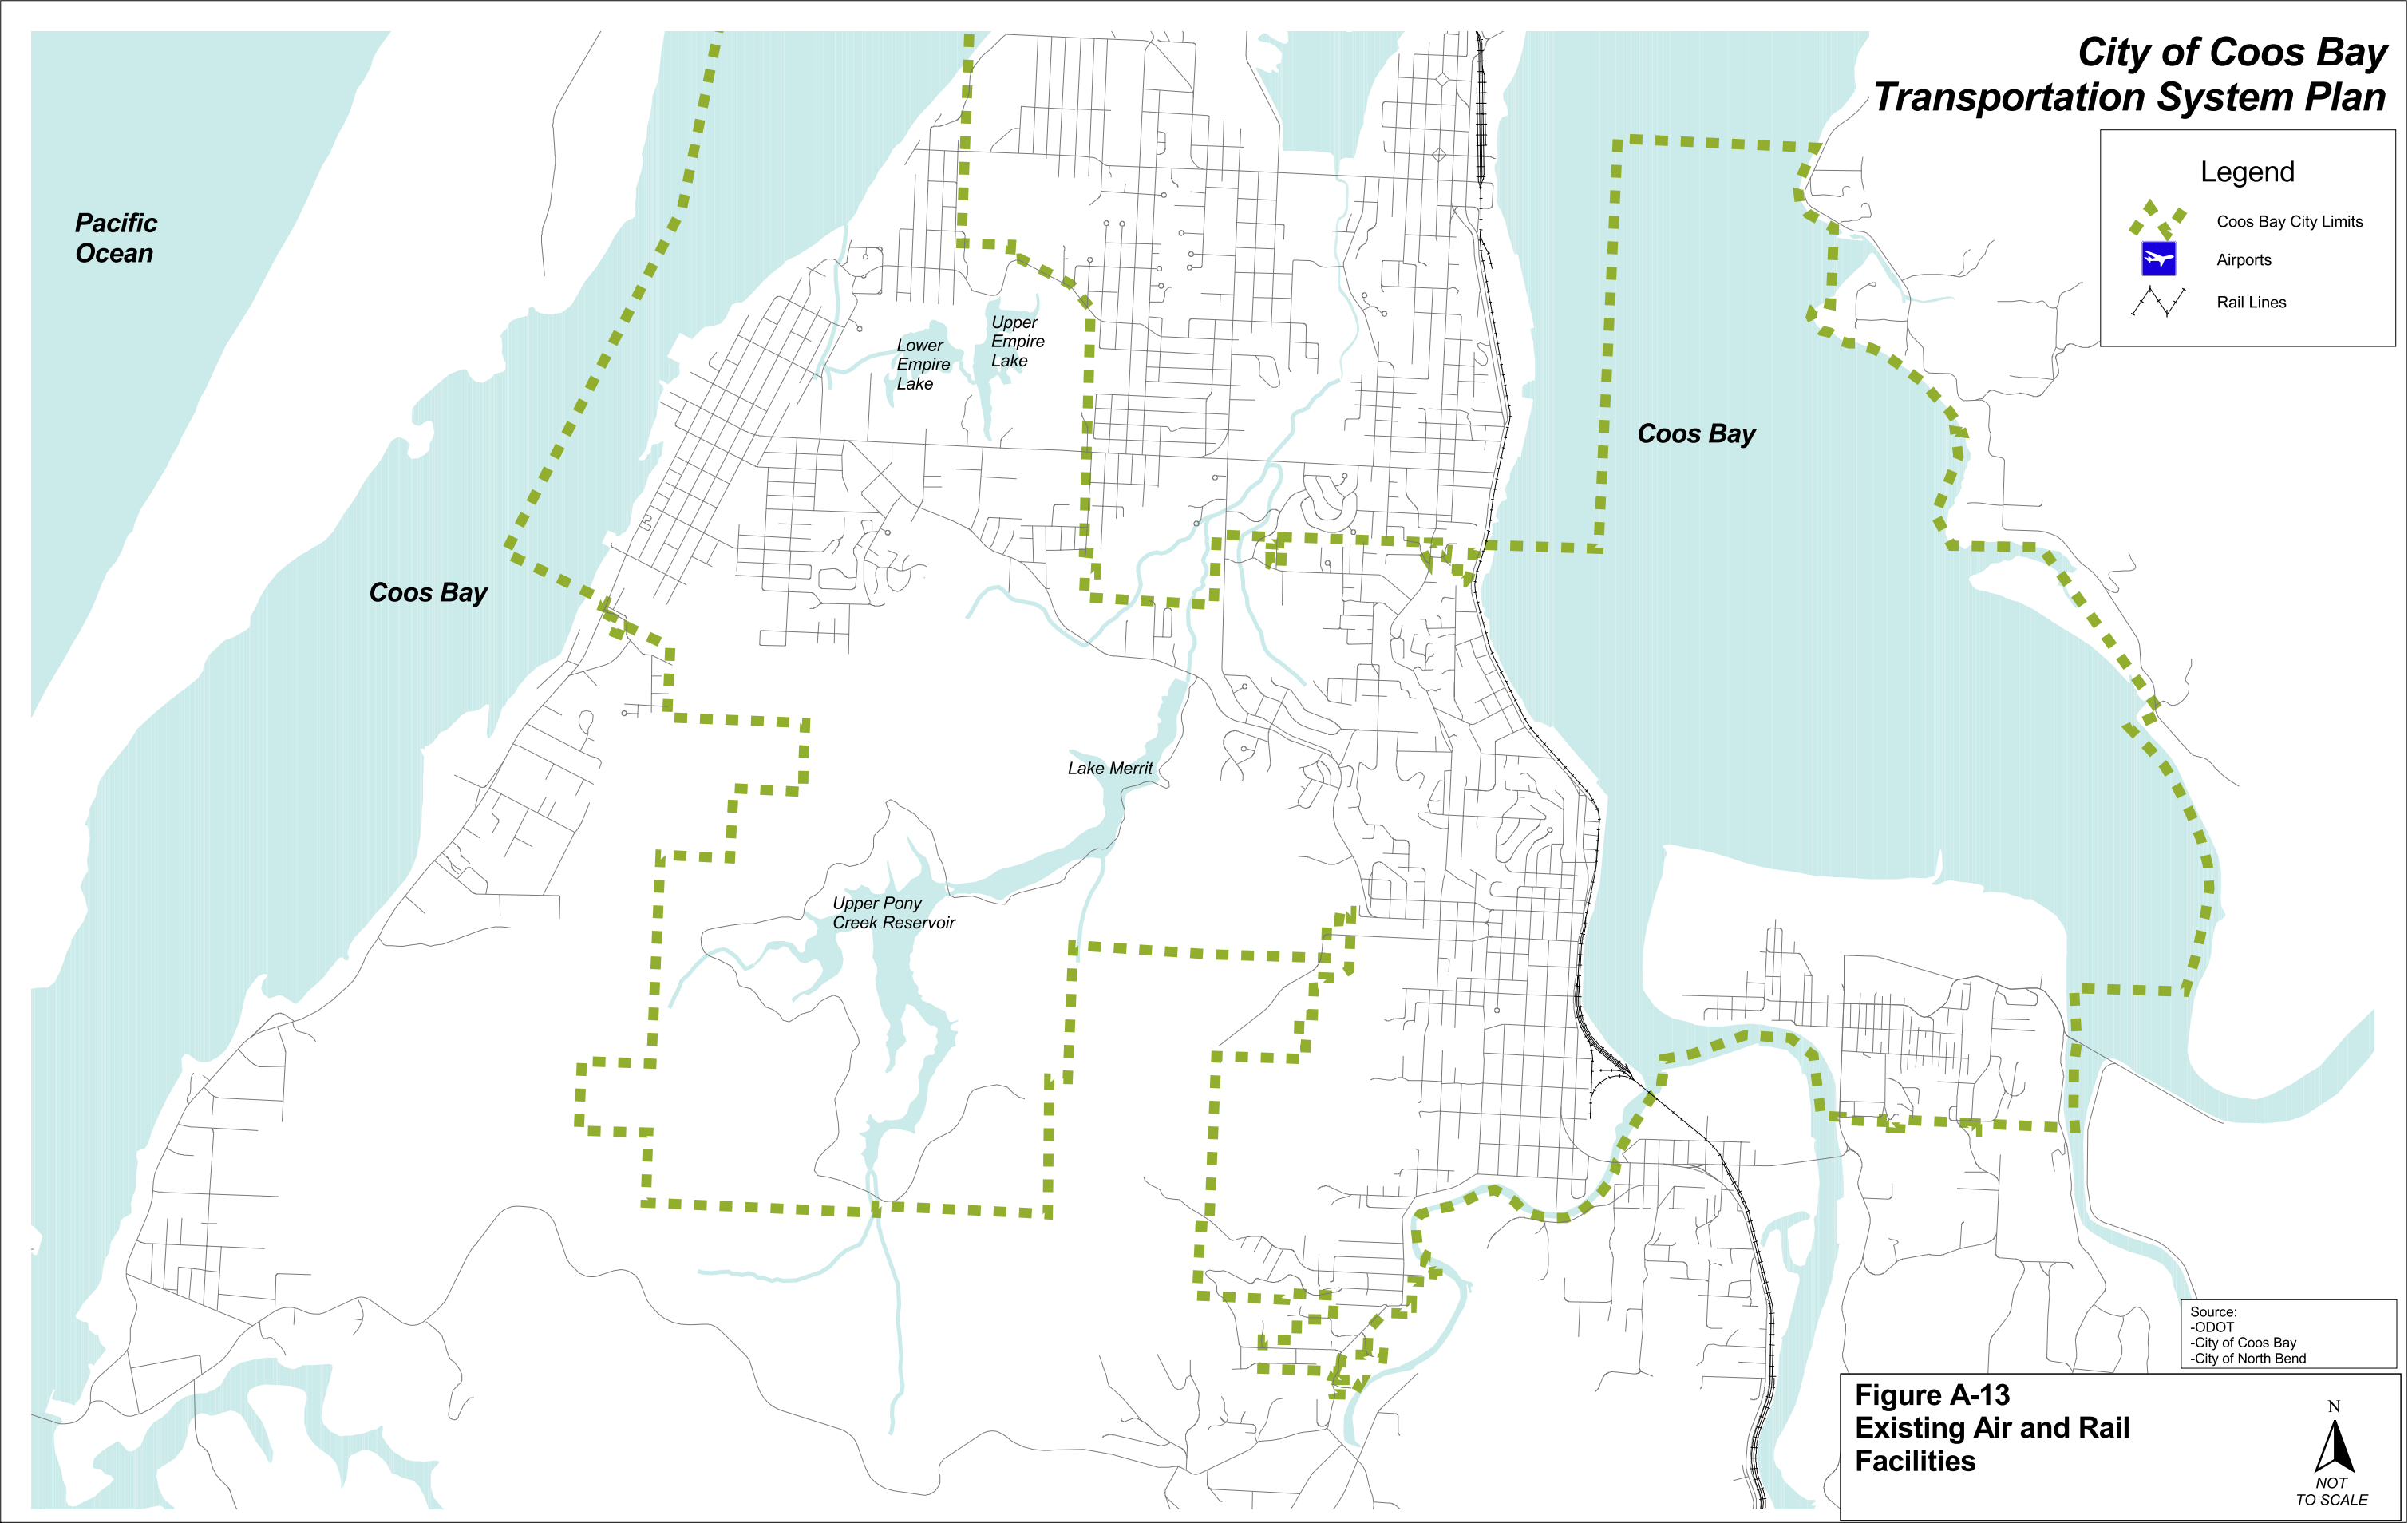 City of Coos Bay
Transportation System Plan
Legend
Coos Bay City Limits
Airports
Rail Lines
Pacific
Ocean
Upper
Empire
Lake
Lower
Empire
Lake
Coos Bay
Coos Bay
Lake Merrit
Upper Pony
Creek Reservoir
Source:
-ODOT
-City of Coos Bay
-City of North Bend
Figure A-13
Existing Air and Rail
Facilities
N
NOT
TO SCALE